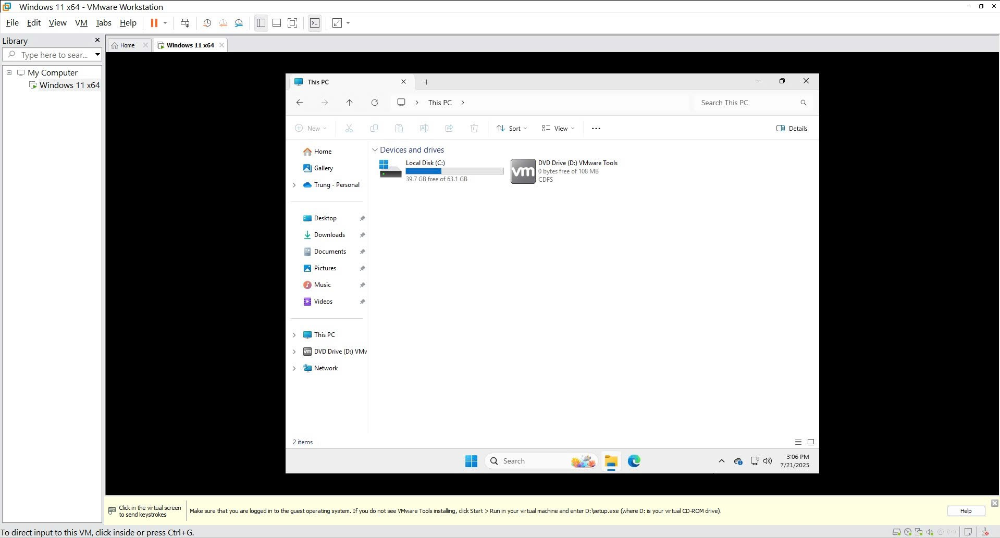 Windows 11 x64 - VMware Workstation
File Edit View VM Tabs Help
Library
Type here to sear...
My Computer
Windows 11 x64
Home
Windows 11 x64
This PC
This PC
Search This PC
New
Sort
View
Details
Home
Gallery
Trung - Personal
Desktop
Downloads
Documents
Pictures
Music
Videos
This PC
DVD Drive (D:) VMw
Network
Devices and drives
Local Disk (C:)
39.7 GB free of 63.1 GB
vm
DVD Drive (D:) VMware Tools
0 bytes free of 108 MB
CDFS
2 items
Search
3:06 PM
7/21/2025
Click in the virtual screen
to send keystrokes
Make sure that you are logged in to the guest operating system. If you do not see VMware Tools installing, click Start > Run in your virtual machine and enter D:\setup.exe (where D: is your virtual CD-ROM drive).
Help
To direct input to this VM, click inside or press Ctrl+G.